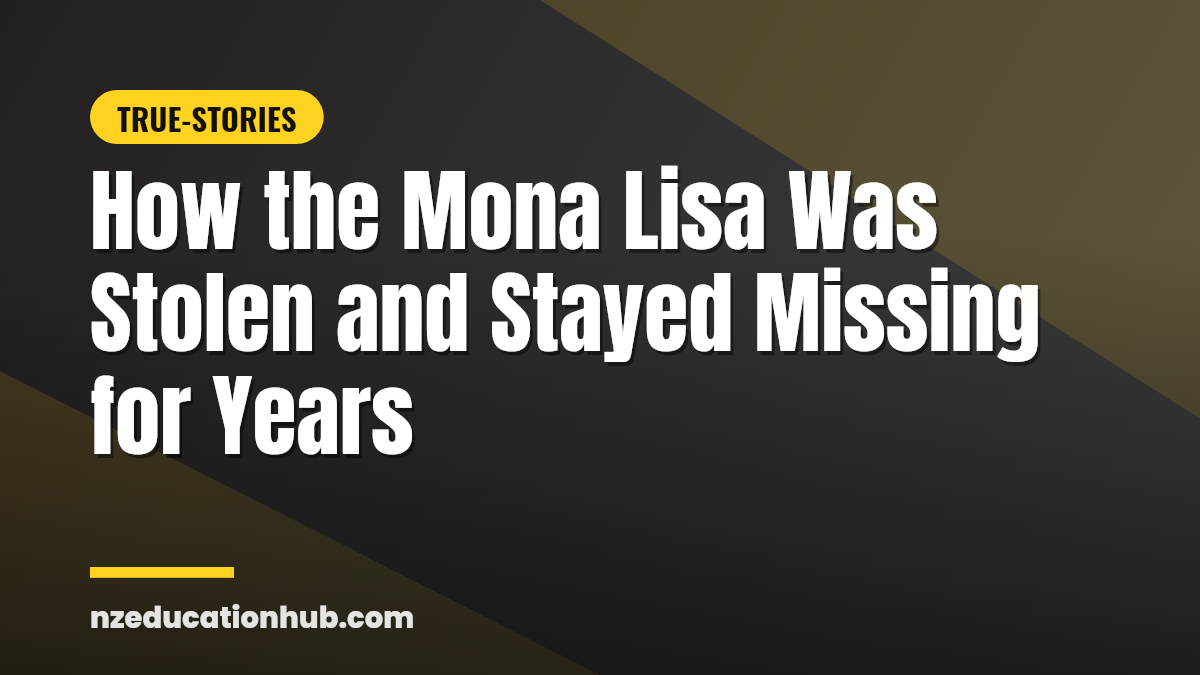 TRUE-STORIES
How the Mona Lisa Was
Stolen and Stayed Missing
for Years
nzeducationhub.com